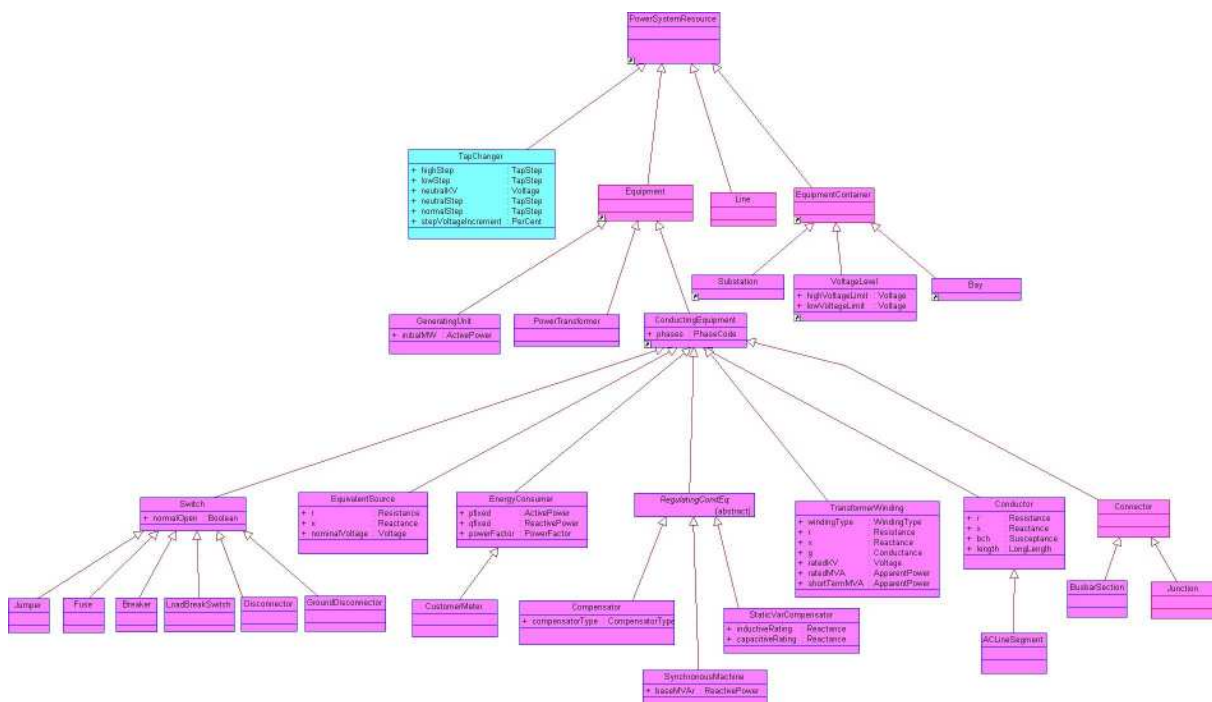 PowerSystemResource
TapChanger
+ highStep : TapStep
+ lowStep : TapStep
+ neutralKV : Voltage
+ neutralStep : TapStep
+ normalStep : TapStep
+ stepVoltageIncrement : PerCent
Equipment
Line
EquipmentContainer
Substation
VoltageLevel
+ highVoltageLimit : Voltage
+ lowVoltageLimit : Voltage
Bay
GeneratingUnit
+ initialMW : ActivePower
PowerTransformer
ConductingEquipment
+ phases : PhaseCode
Switch
+ normalOpen : Boolean
EquivalentSource
+ r : Resistance
+ x : Reactance
+ nominalVoltage : Voltage
EnergyConsumer
+ pfixed : ActivePower
+ qfixed : ReactivePower
+ powerFactor : PowerFactor
RegulatingCondEq
(abstract)
TransformerWinding
+ windingType : WindingType
+ r : Resistance
+ x : Reactance
+ g : Conductance
+ ratedKV : Voltage
+ ratedMVA : ApparentPower
+ shortTermMVA : ApparentPower
Conductor
+ r : Resistance
+ x : Reactance
+ bch : Susceptance
+ length : LongLength
Connector
Jumper
Fuse
Breaker
LoadBreakSwitch
Disconnector
GroundDisconnector
CustomerMeter
Compensator
+ compensatorType : CompensatorType
StaticVarCompensator
+ inductiveRating : Reactance
+ capacitiveRating : Reactance
SynchronousMachine
+ baseMVAr : ReactivePower
ACLineSegment
BusbarSection
Junction